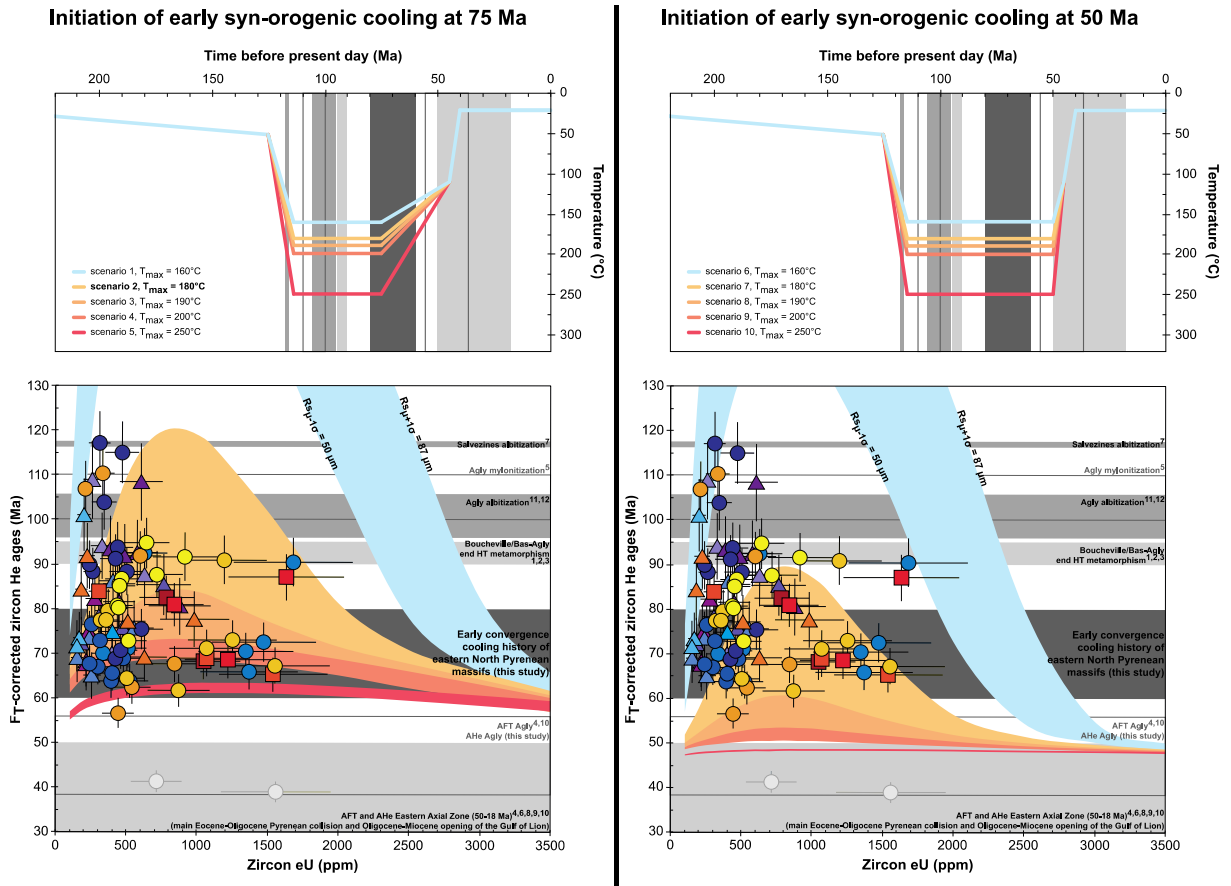 Initiation of early syn-orogenic cooling at 75 Ma
Time before present day (Ma)
200 150 100 50 0
0
50
100
150
200
250
300
Temperature (°C)
scenario 1, Tmax = 160°C
scenario 2, Tmax = 180°C
scenario 3, Tmax = 190°C
scenario 4, Tmax = 200°C
scenario 5, Tmax = 250°C
130
120
110
100
90
80
70
60
50
40
30
FT-corrected zircon He ages (Ma)
Rsµ-1σ = 50 µm
Rsµ+1σ = 87 µm
Salvezines albitization7
Agly mylonitization5
Agly albitization11,12
Boucheville/Bas-Agly
end HT metamorphism
1,2,3
Early convergence
cooling history of
eastern North Pyrenean
massifs (this study)
AFT Agly4,10
AHe Agly (this study)
AFT and AHe Eastern Axial Zone (50-18 Ma)4,6,8,9,10
(main Eocene-Oligocene Pyrenean collision and Oligocene-Miocene opening of the Gulf of Lion)
0 500 1000 1500 2000 2500 3000 3500
Zircon eU (ppm)
Initiation of early syn-orogenic cooling at 50 Ma
Time before present day (Ma)
200 150 100 50 0
0
50
100
150
200
250
300
Temperature (°C)
scenario 6, Tmax = 160°C
scenario 7, Tmax = 180°C
scenario 8, Tmax = 190°C
scenario 9, Tmax = 200°C
scenario 10, Tmax = 250°C
130
120
110
100
90
80
70
60
50
40
30
FT-corrected zircon He ages (Ma)
Rsµ-1σ = 50 µm
Rsµ+1σ = 87 µm
Salvezines albitization7
Agly mylonitization5
Agly albitization11,12
Boucheville/Bas-Agly
end HT metamorphism
1,2,3
Early convergence
cooling history of
eastern North Pyrenean
massifs (this study)
AFT Agly4,10
AHe Agly (this study)
AFT and AHe Eastern Axial Zone (50-18 Ma)4,6,8,9,10
(main Eocene-Oligocene Pyrenean collision and Oligocene-Miocene opening of the Gulf of Lion)
0 500 1000 1500 2000 2500 3000 3500
Zircon eU (ppm)